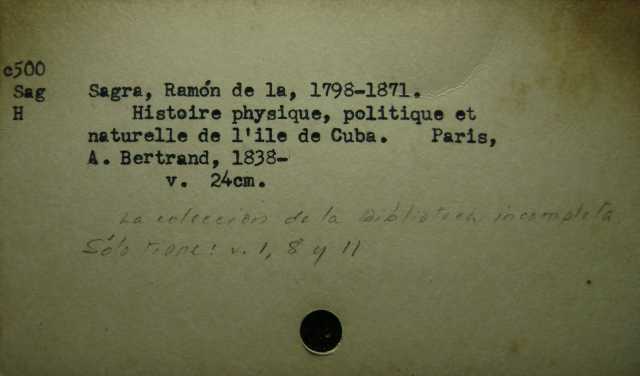 c500
Sag Sagra, Ramón de la, 1798-1871.
H Histoire physique, politique et
naturelle de l'ile de Cuba. Paris,
A. Bertrand, 1838-
v. 24cm.
La colección de la Biblioteca incompleta.
Sólo tiene: v. 1, 8 y 11